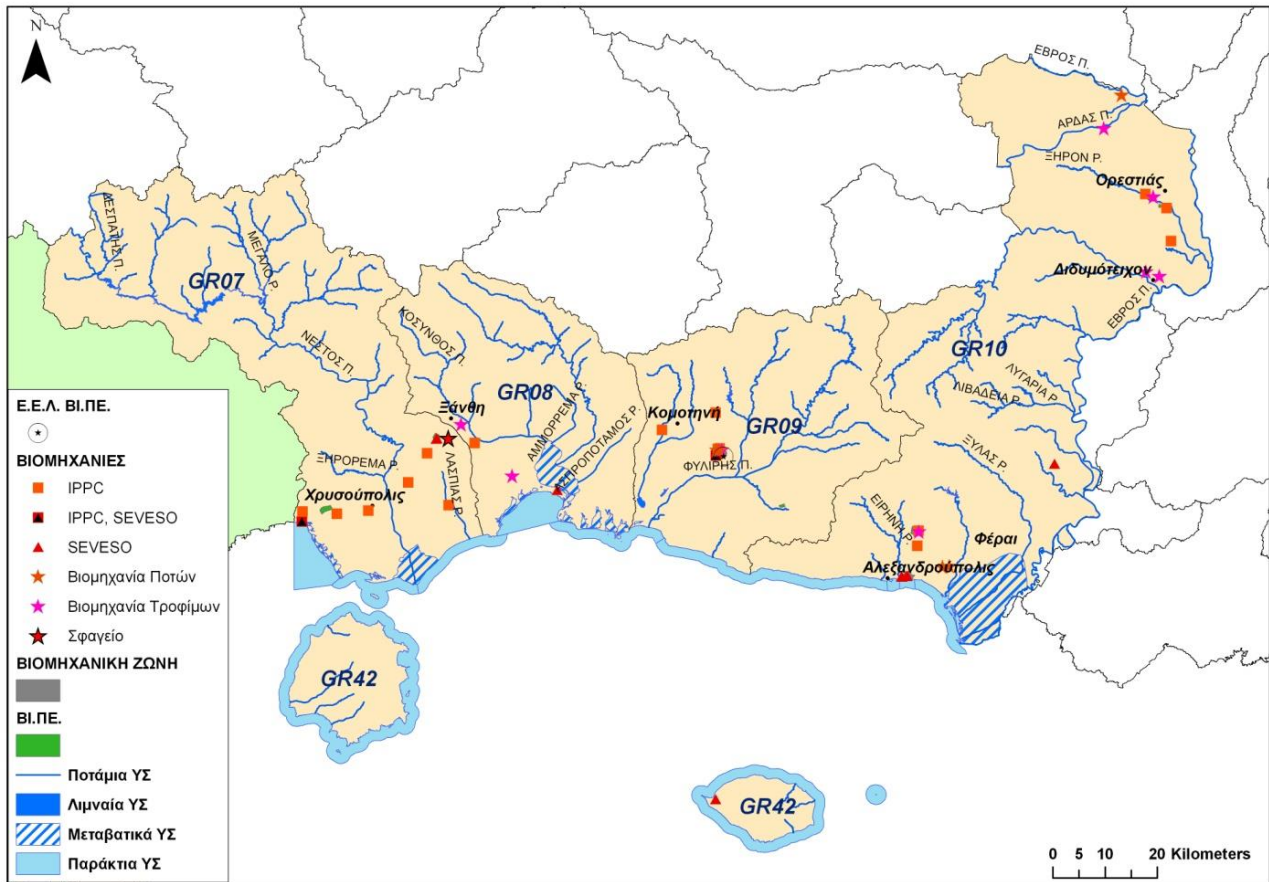 N
ΕΒΡΟΣ Π.
ΑΡΔΑΣ Π.
ΞΗΡΟΝ Ρ.
Ορεστιάς
Διδυμότειχον
ΕΒΡΟΣ Π.
ΔΕΣΠΑΤΗΣ Π.
ΜΕΓΑΛΟ Ρ.
GR07
ΝΕΣΤΟΣ Π.
ΚΟΣΥΝΘΟΣ Π.
GR08
Ξάνθη
ΑΜΜΟΡΡΕΜΑ Ρ.
ΑΣΠΡΟΠΟΤΑΜΟΣ Ρ.
Κομοτηνή
GR09
ΦΥΛΙΡΗΣ Π.
GR10
ΛΥΓΑΡΙΑ Ρ.
ΛΙΒΑΔΕΙΑ Ρ.
ΞΥΛΑΣ Ρ.
ΞΗΡΟΡΕΜΑ Ρ.
ΛΑΣΠΙΑΣ Ρ.
Χρυσούπολις
ΕΙΡΗΝΗ Ρ.
Φέραι
Αλεξανδρούπολις
GR42
GR42
Ε.Ε.Λ. ΒΙ.ΠΕ.
ΒΙΟΜΗΧΑΝΙΕΣ
IPPC
IPPC, SEVESO
SEVESO
Βιομηχανία Ποτών
Βιομηχανία Τροφίμων
Σφαγείο
ΒΙΟΜΗΧΑΝΙΚΗ ΖΩΝΗ
ΒΙ.ΠΕ.
Ποτάμια ΥΣ
Λιμναία ΥΣ
Μεταβατικά ΥΣ
Παράκτια ΥΣ
0 5 10 20 Kilometers